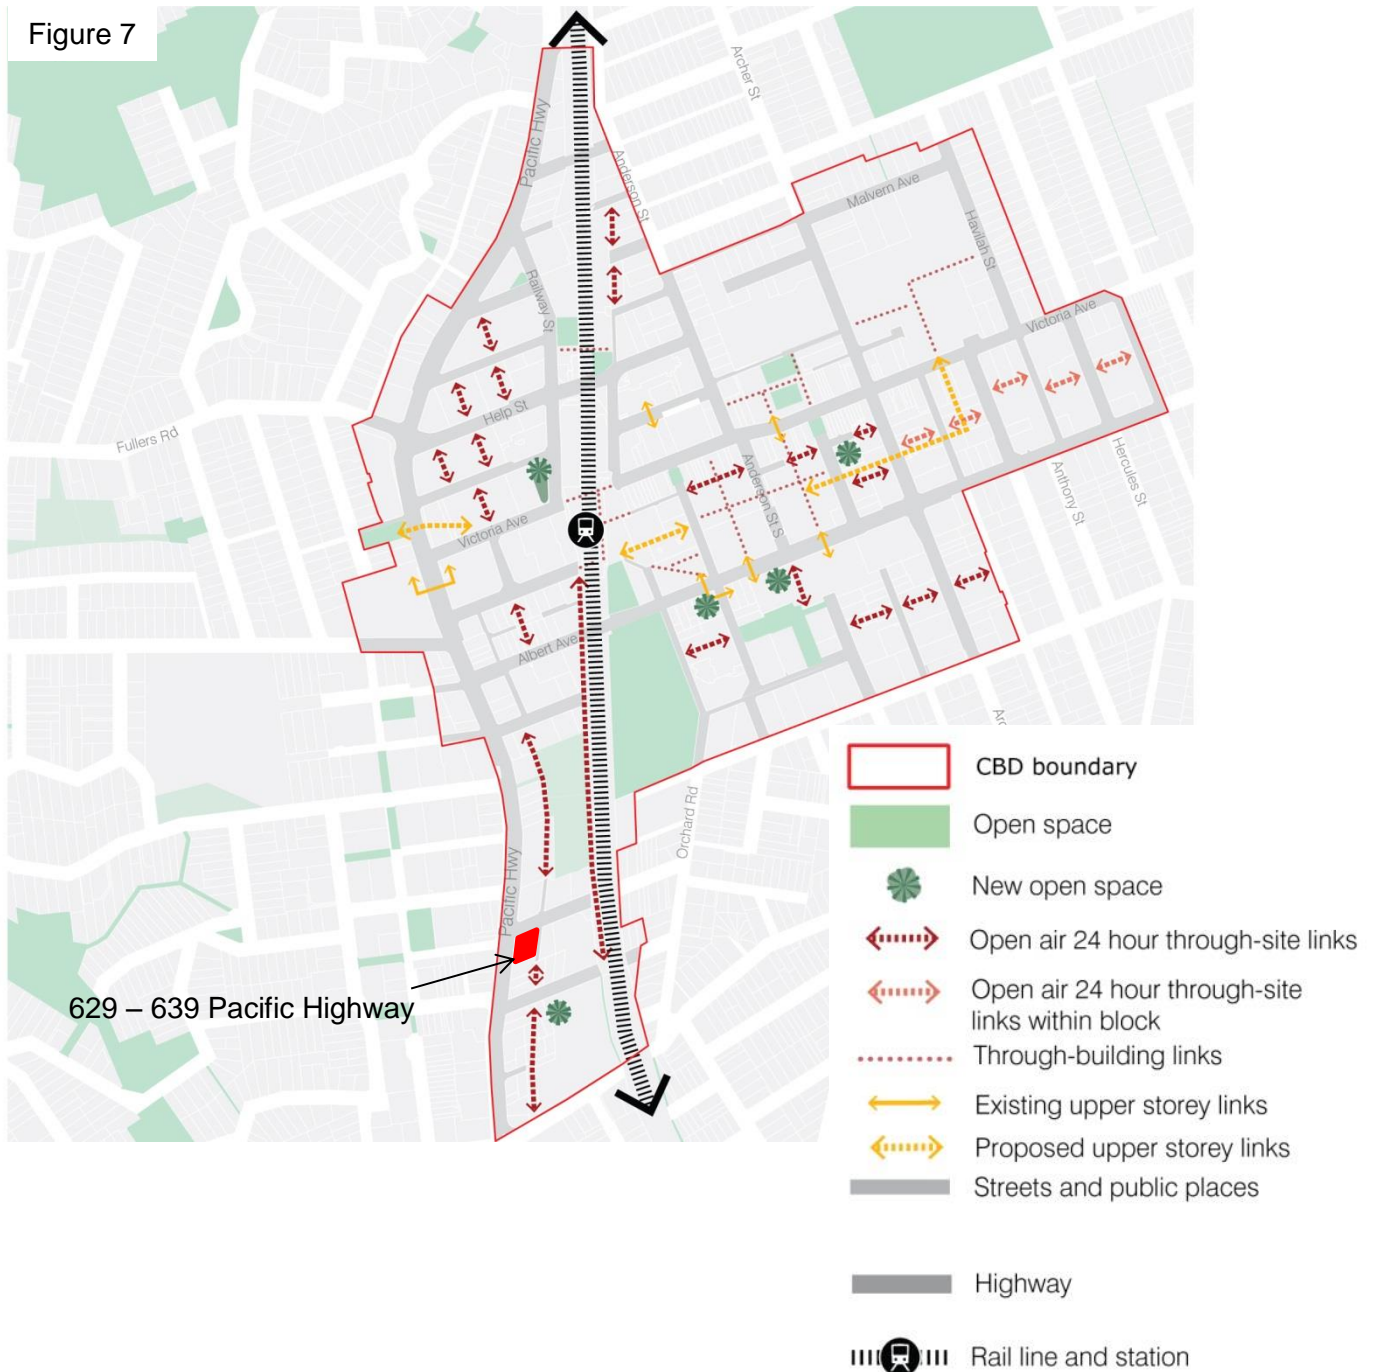 Figure 7
Archer St
Pacific Hwy
Anderson St
Malvern Ave
Havilah St
Railway St
Victoria Ave
Help St
Fullers Rd
Anderson St S
Anthony St
Hercules St
Victoria Ave
Albert Ave
Orchard Rd
Pacific Hwy
629 – 639 Pacific Highway
CBD boundary
Open space
New open space
Open air 24 hour through-site links
Open air 24 hour through-site
links within block
Through-building links
Existing upper storey links
Proposed upper storey links
Streets and public places
Highway
Rail line and station